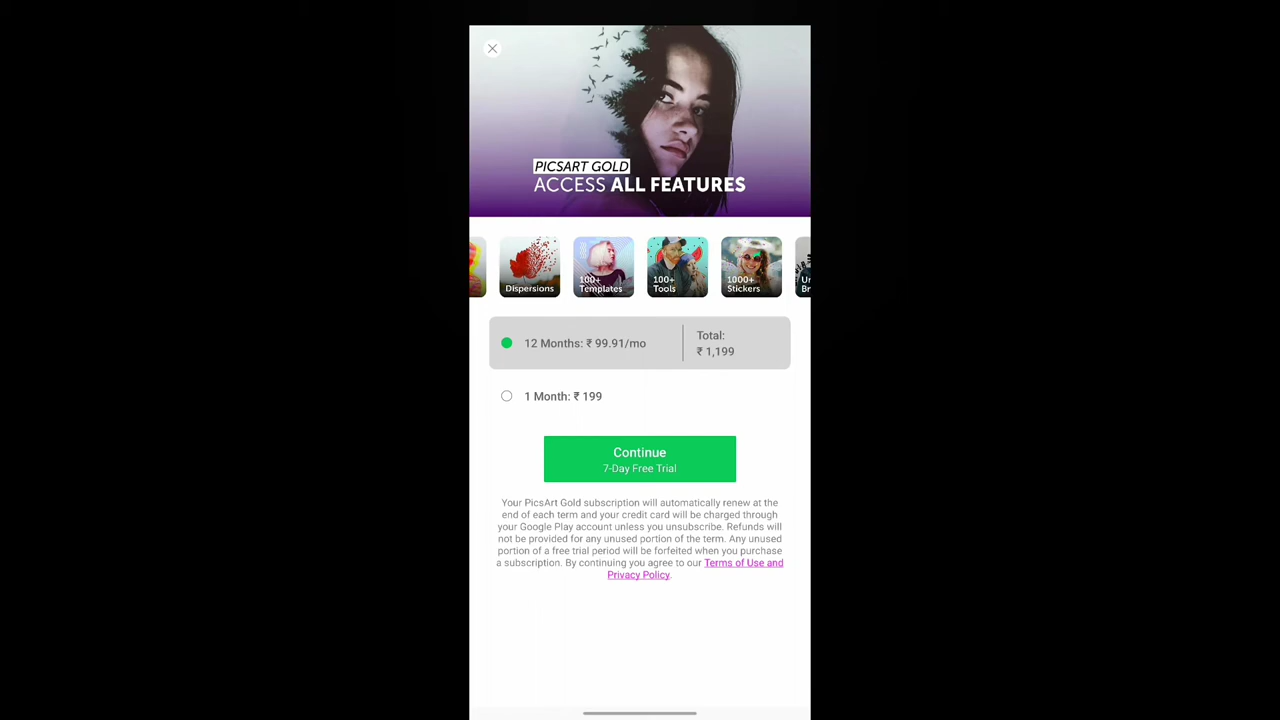 PICSART GOLD
ACCESS ALL FEATURES
Dispersions
100+
Templates
100+
Tools
1000+
Stickers
12 Months: ₹ 99.91/mo
Total:
₹ 1,199
1 Month: ₹ 199
Continue
7-Day Free Trial
Your PicsArt Gold subscription will automatically renew at the
end of each term and your credit card will be charged through
your Google Play account unless you unsubscribe. Refunds will
not be provided for any unused portion of the term. Any unused
portion of a free trial period will be forfeited when you purchase
a subscription. By continuing you agree to our Terms of Use and
Privacy Policy.